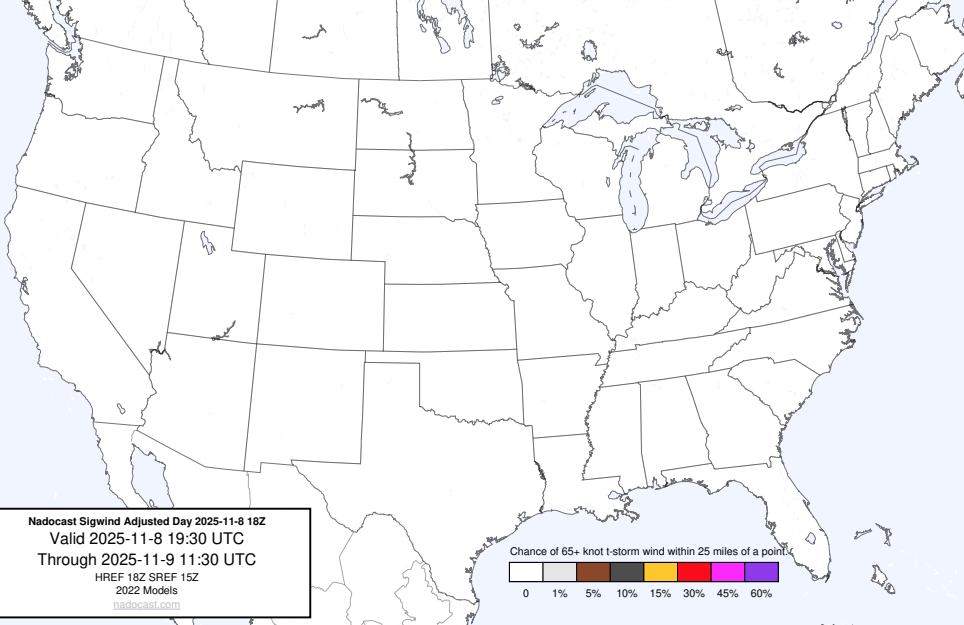 Nadocast Sigwind Adjusted Day 2025-11-8 18Z
Valid 2025-11-8 19:30 UTC
Through 2025-11-9 11:30 UTC
HREF 18Z SREF 15Z
2022 Models
nadocast.com
Chance of 65+ knot t-storm wind within 25 miles of a point.
0 1% 5% 10% 15% 30% 45% 60%